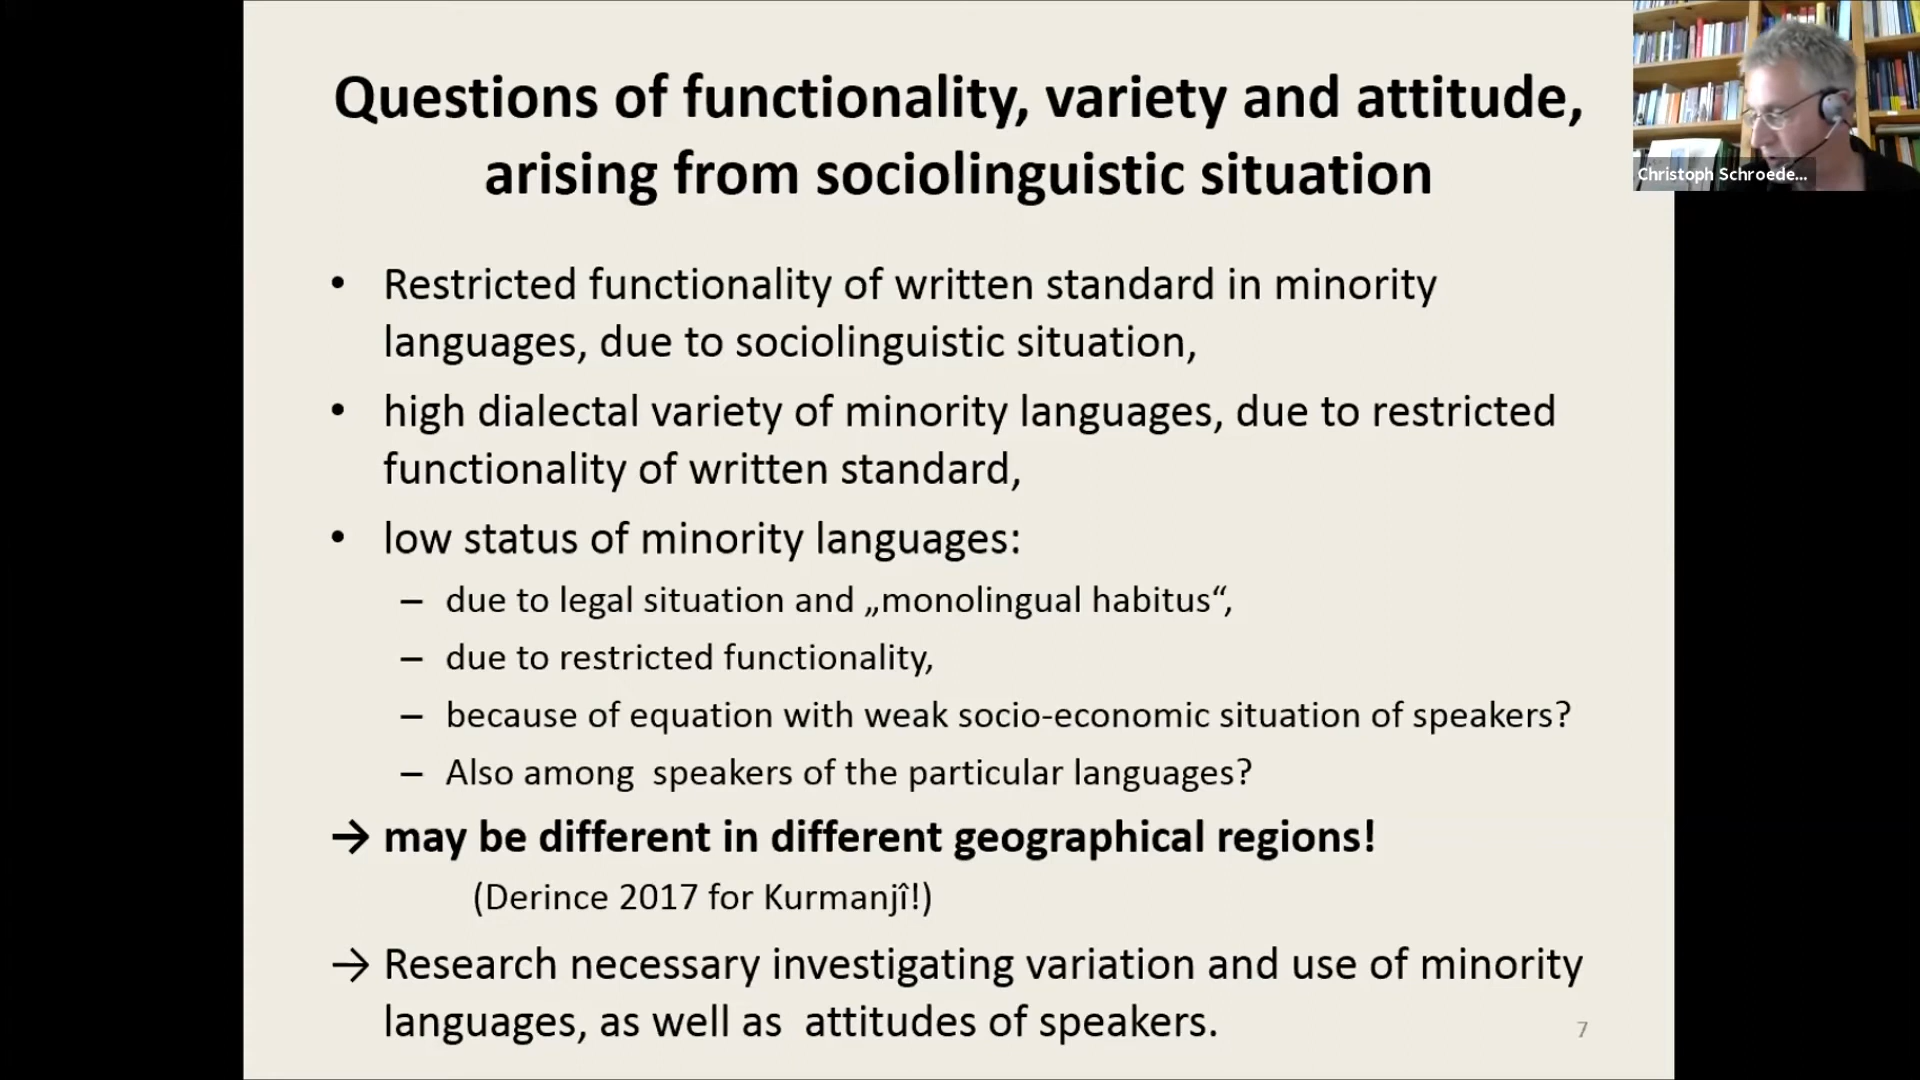 Questions of functionality, variety and attitude,
arising from sociolinguistic situation
Christoph Schroede...
• Restricted functionality of written standard in minority
languages, due to sociolinguistic situation,
• high dialectal variety of minority languages, due to restricted
functionality of written standard,
• low status of minority languages:
– due to legal situation and „monolingual habitus“,
– due to restricted functionality,
– because of equation with weak socio-economic situation of speakers?
– Also among  speakers of the particular languages?
→ may be different in different geographical regions!
(Derince 2017 for Kurmanjî!)
→ Research necessary investigating variation and use of minority
languages, as well as  attitudes of speakers.
7